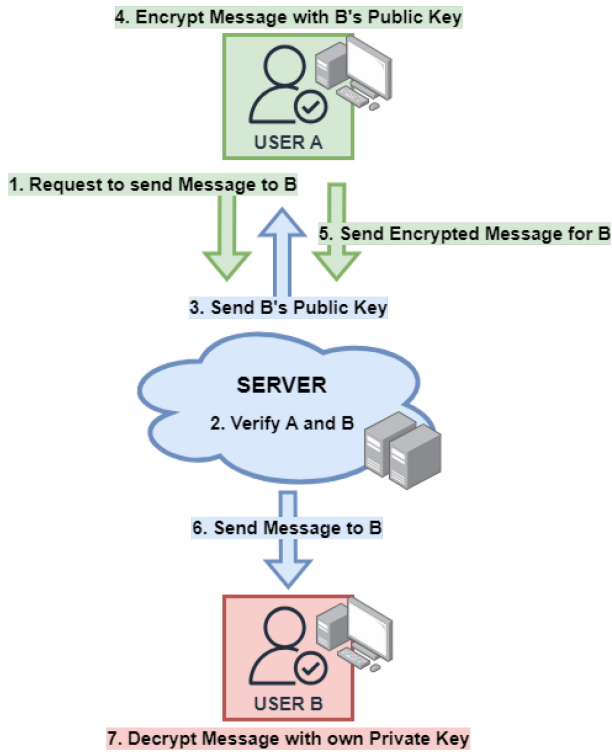 4. Encrypt Message with B's Public Key
USER A
1. Request to send Message to B
5. Send Encrypted Message for B
3. Send B's Public Key
SERVER
2. Verify A and B
6. Send Message to B
USER B
7. Decrypt Message with own Private Key